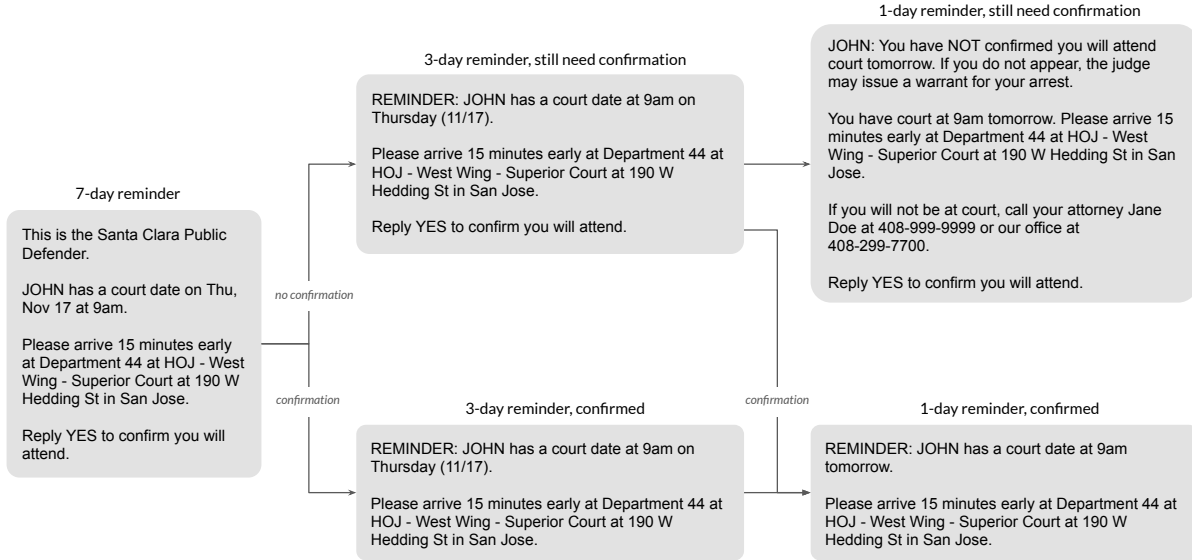 7-day reminder
This is the Santa Clara Public
Defender.
JOHN has a court date on Thu,
Nov 17 at 9am.
Please arrive 15 minutes early
at Department 44 at HOJ - West
Wing - Superior Court at 190 W
Hedding St in San Jose.
Reply YES to confirm you will
attend.
no confirmation
confirmation
3-day reminder, still need confirmation
REMINDER: JOHN has a court date at 9am on
Thursday (11/17).
Please arrive 15 minutes early at Department 44 at
HOJ - West Wing - Superior Court at 190 W
Hedding St in San Jose.
Reply YES to confirm you will attend.
3-day reminder, confirmed
REMINDER: JOHN has a court date at 9am on
Thursday (11/17).
Please arrive 15 minutes early at Department 44 at
HOJ - West Wing - Superior Court at 190 W
Hedding St in San Jose.
confirmation
1-day reminder, still need confirmation
JOHN: You have NOT confirmed you will attend
court tomorrow. If you do not appear, the judge
may issue a warrant for your arrest.
You have court at 9am tomorrow. Please arrive 15
minutes early at Department 44 at HOJ - West
Wing - Superior Court at 190 W Hedding St in San
Jose.
If you will not be at court, call your attorney Jane
Doe at 408-999-9999 or our office at
408-299-7700.
Reply YES to confirm you will attend.
1-day reminder, confirmed
REMINDER: JOHN has a court date at 9am
tomorrow.
Please arrive 15 minutes early at Department 44 at
HOJ - West Wing - Superior Court at 190 W
Hedding St in San Jose.